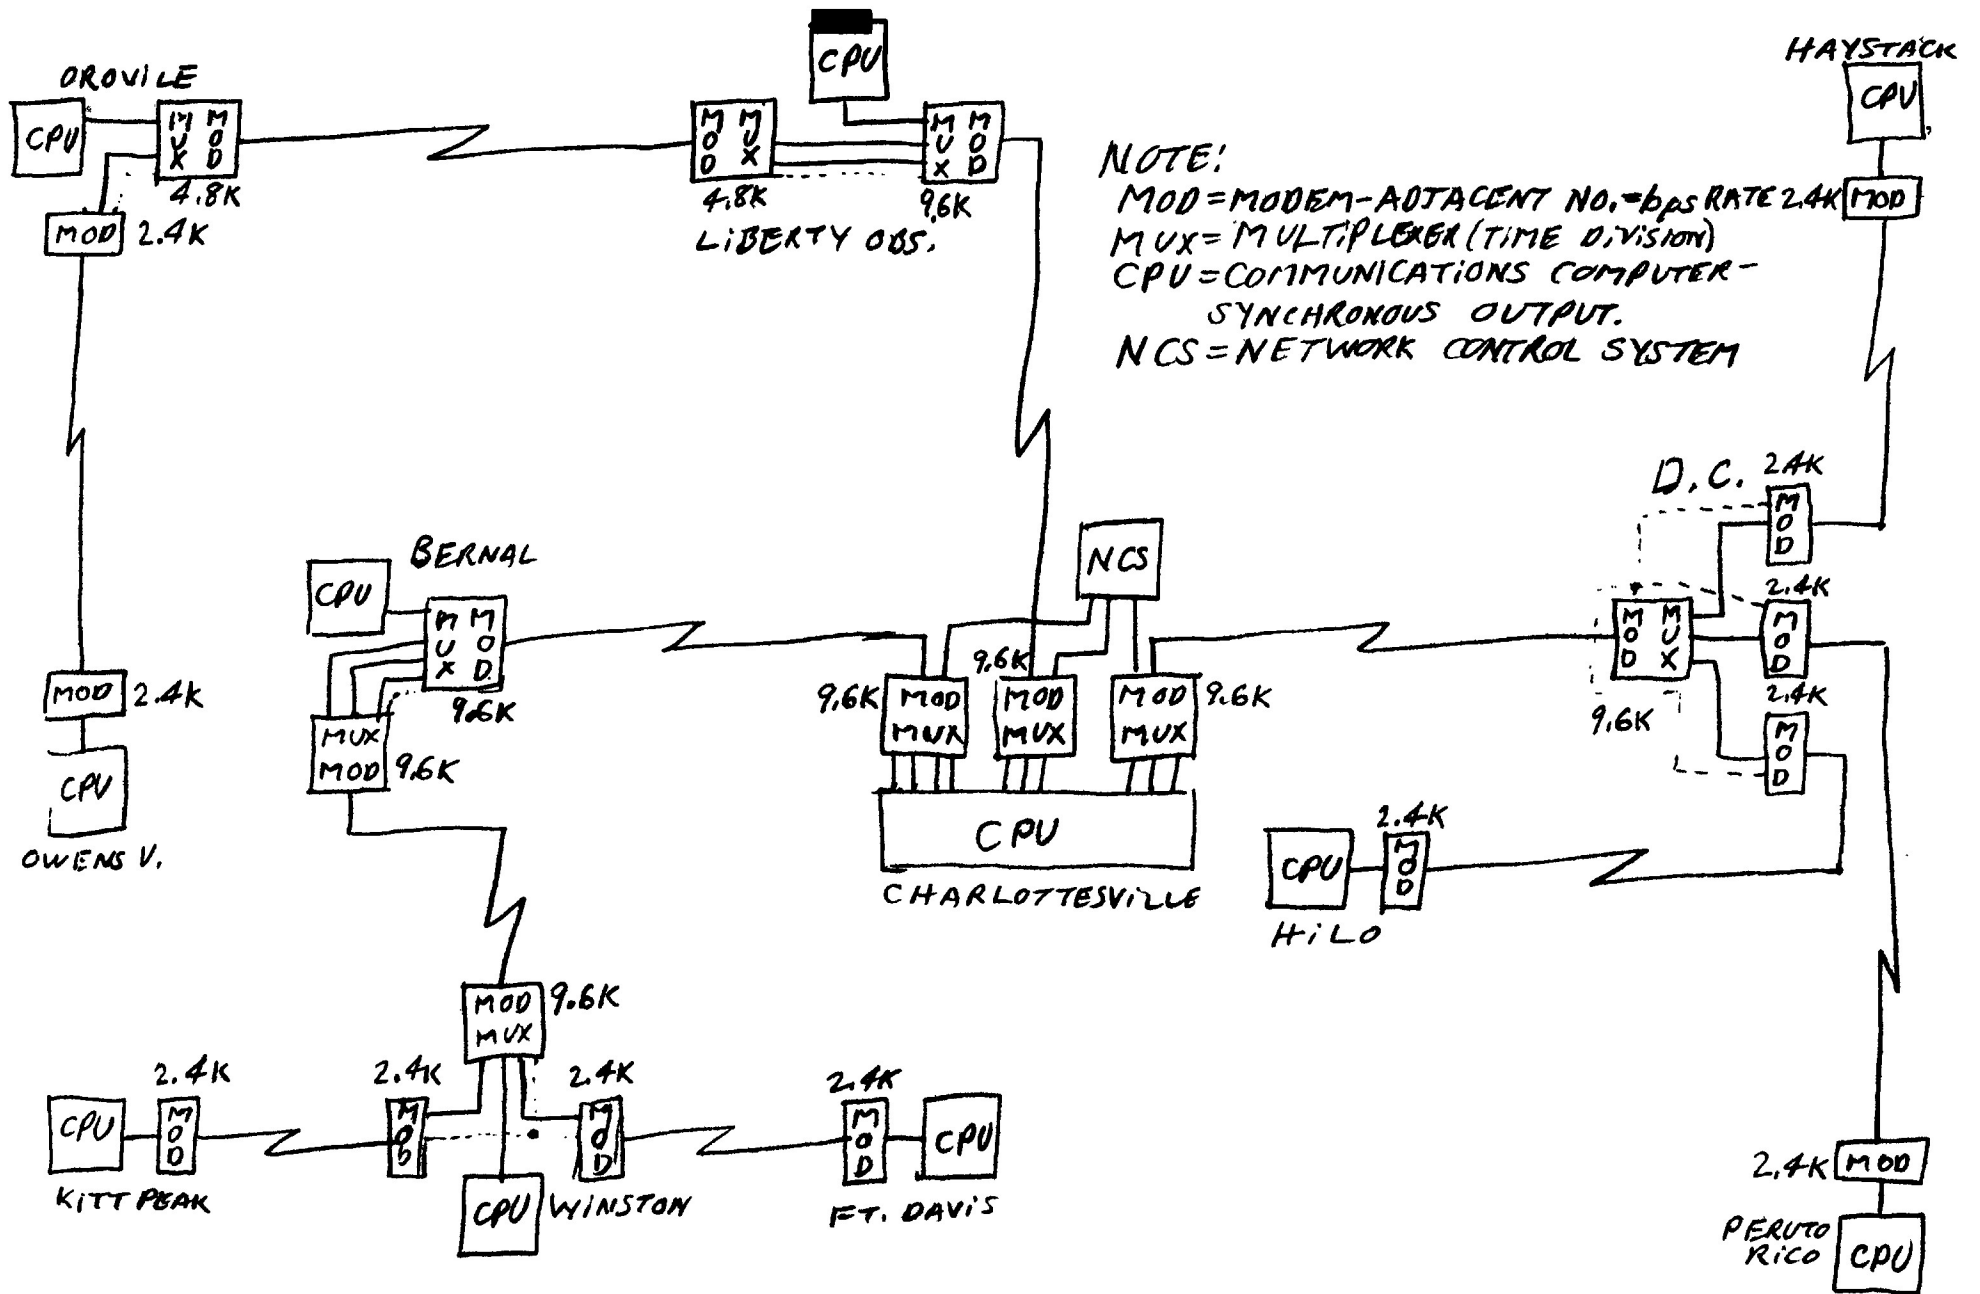 OROVILE
CPU
MUX MOD
4.8K
MOD 2.4K
MOD 2.4K
CPU
OWENS V.
CPU
MOD MUX
4.8K
MUX MOD
9.6K
LIBERTY OBS.
HAYSTACK
CPU
2.4K MOD
NOTE:
MOD = MODEM-ADJACENT NO.=bps RATE
MUX = MULTIPLEXER (TIME DIVISION)
CPU = COMMUNICATIONS COMPUTER-
SYNCHRONOUS OUTPUT.
NCS = NETWORK CONTROL SYSTEM
BERNAL
CPU
MUX MOD
9.6K
MUX
MOD 9.6K
NCS
9.6K MOD
MUX
9.6K
MOD
MUX
MOD 9.6K
MUX
CPU
CHARLOTTESVILLE
D.C.
2.4K
MOD
MOD MUX
9.6K
2.4K
MOD
2.4K
MOD
2.4K
CPU MOD
HILO
MOD 9.6K
MUX
2.4K
CPU MOD
KITT PEAK
2.4K
MOD
2.4K
MOD
CPU WINSTON
2.4K
MOD CPU
FT. DAVIS
2.4K MOD
PERUTO
RICO
CPU